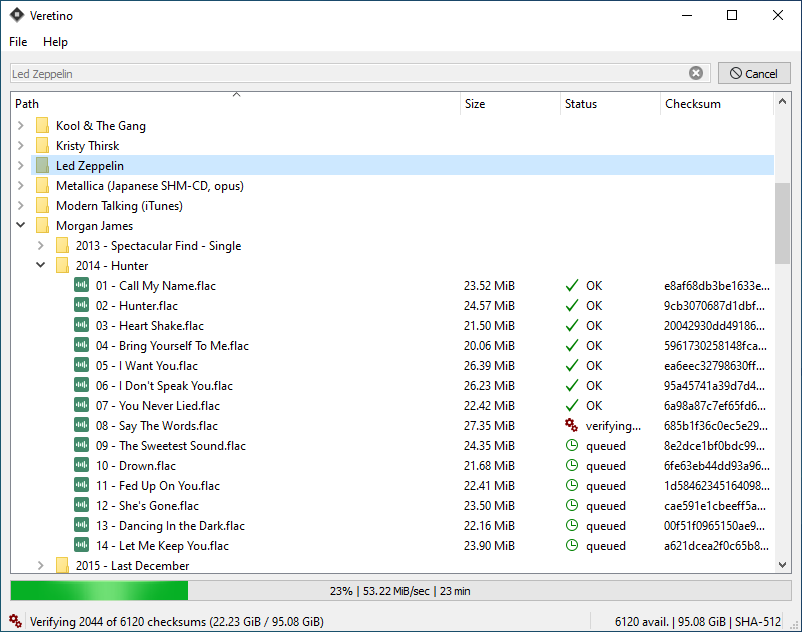 Veretino
File Help
Led Zeppelin Cancel
Path Size Status Checksum
Kool & The Gang
Kristy Thirsk
Led Zeppelin
Metallica (Japanese SHM-CD, opus)
Modern Talking (iTunes)
Morgan James
2013 - Spectacular Find - Single
2014 - Hunter
01 - Call My Name.flac 23.52 MiB OK e8af68db3be1633e...
02 - Hunter.flac 24.57 MiB OK 9cb3070687d1dbf...
03 - Heart Shake.flac 21.50 MiB OK 20042930dd49186...
04 - Bring Yourself To Me.flac 20.06 MiB OK 5961730258148fca...
05 - I Want You.flac 26.39 MiB OK ea6eec32798630ff...
06 - I Don't Speak You.flac 26.23 MiB OK 95a45741a39d7d4...
07 - You Never Lied.flac 22.42 MiB OK 6a98a87c7ef65fd6...
08 - Say The Words.flac 27.35 MiB verifying... 685b1f36c0ec5e29...
09 - The Sweetest Sound.flac 24.35 MiB queued 8e2dce1bf0bdc99...
10 - Drown.flac 21.68 MiB queued 6fe63eb44dd93a96...
11 - Fed Up On You.flac 22.41 MiB queued 1d58462345164098...
12 - She's Gone.flac 23.50 MiB queued cae591e1cbeeff5a...
13 - Dancing In the Dark.flac 22.16 MiB queued 00f51f0965150ae9...
14 - Let Me Keep You.flac 23.90 MiB queued a621dcea2f0c65b8...
2015 - Last December
23% | 53.22 MiB/sec | 23 min
Verifying 2044 of 6120 checksums (22.23 GiB / 95.08 GiB) 6120 avail. | 95.08 GiB | SHA-512